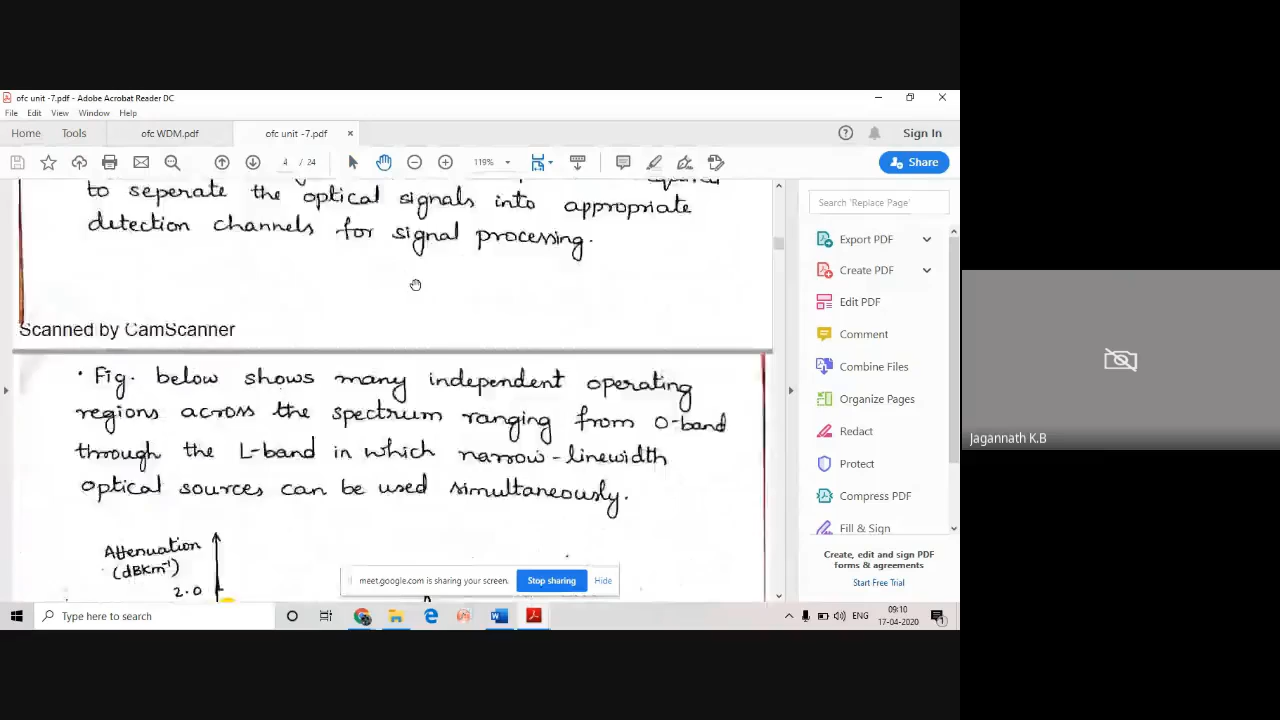 ofc unit -7.pdf - Adobe Acrobat Reader DC
File Edit View Window Help
Home Tools ofc WDM.pdf ofc unit -7.pdf × Sign In
4 / 24 119% Share
to seperate the optical signals into appropriate
detection channels for signal processing.
Scanned by CamScanner
· Fig. below shows many independent operating
regions across the spectrum ranging from O-band
through the L-band in which narrow-linewidth
optical sources can be used simultaneously.
Attenuation
(dBKm⁻¹)
2.0
meet.google.com is sharing your screen. Stop sharing Hide
Search 'Replace Page'
Export PDF
Create PDF
Edit PDF
Comment
Combine Files
Organize Pages
Redact
Protect
Compress PDF
Fill & Sign
Create, edit and sign PDF
forms & agreements
Start Free Trial
Type here to search
ENG
09:10
17-04-2020
Jagannath K.B